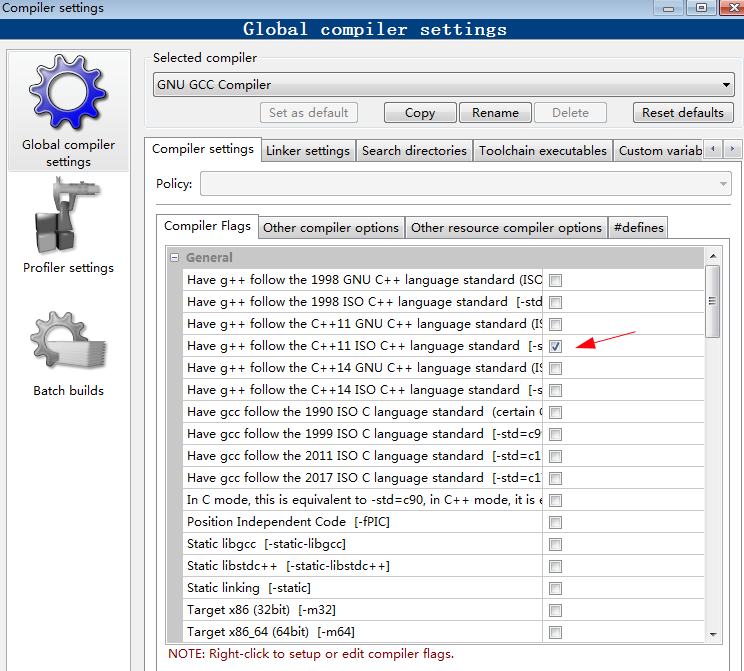 Compiler settings
Global compiler settings
Global compiler
settings
Profiler settings
Batch builds
Selected compiler
GNU GCC Compiler
Set as default
Copy
Rename
Delete
Reset defaults
Compiler settings
Linker settings
Search directories
Toolchain executables
Custom variab
Policy:
Compiler Flags
Other compiler options
Other resource compiler options
#defines
General
Have g++ follow the 1998 GNU C++ language standard (ISO
Have g++ follow the 1998 ISO C++ language standard [-std
Have g++ follow the C++11 GNU C++ language standard (IS
Have g++ follow the C++11 ISO C++ language standard [-s
Have g++ follow the C++14 GNU C++ language standard (IS
Have g++ follow the C++14 ISO C++ language standard [-s
Have gcc follow the 1990 ISO C language standard (certain G
Have gcc follow the 1999 ISO C language standard [-std=c9
Have gcc follow the 2011 ISO C language standard [-std=c1
Have gcc follow the 2017 ISO C language standard [-std=c1
In C mode, this is equivalent to -std=c90, in C++ mode, it is e
Position Independent Code [-fPIC]
Static libgcc [-static-libgcc]
Static libstdc++ [-static-libstdc++]
Static linking [-static]
Target x86 (32bit) [-m32]
Target x86_64 (64bit) [-m64]
NOTE: Right-click to setup or edit compiler flags.